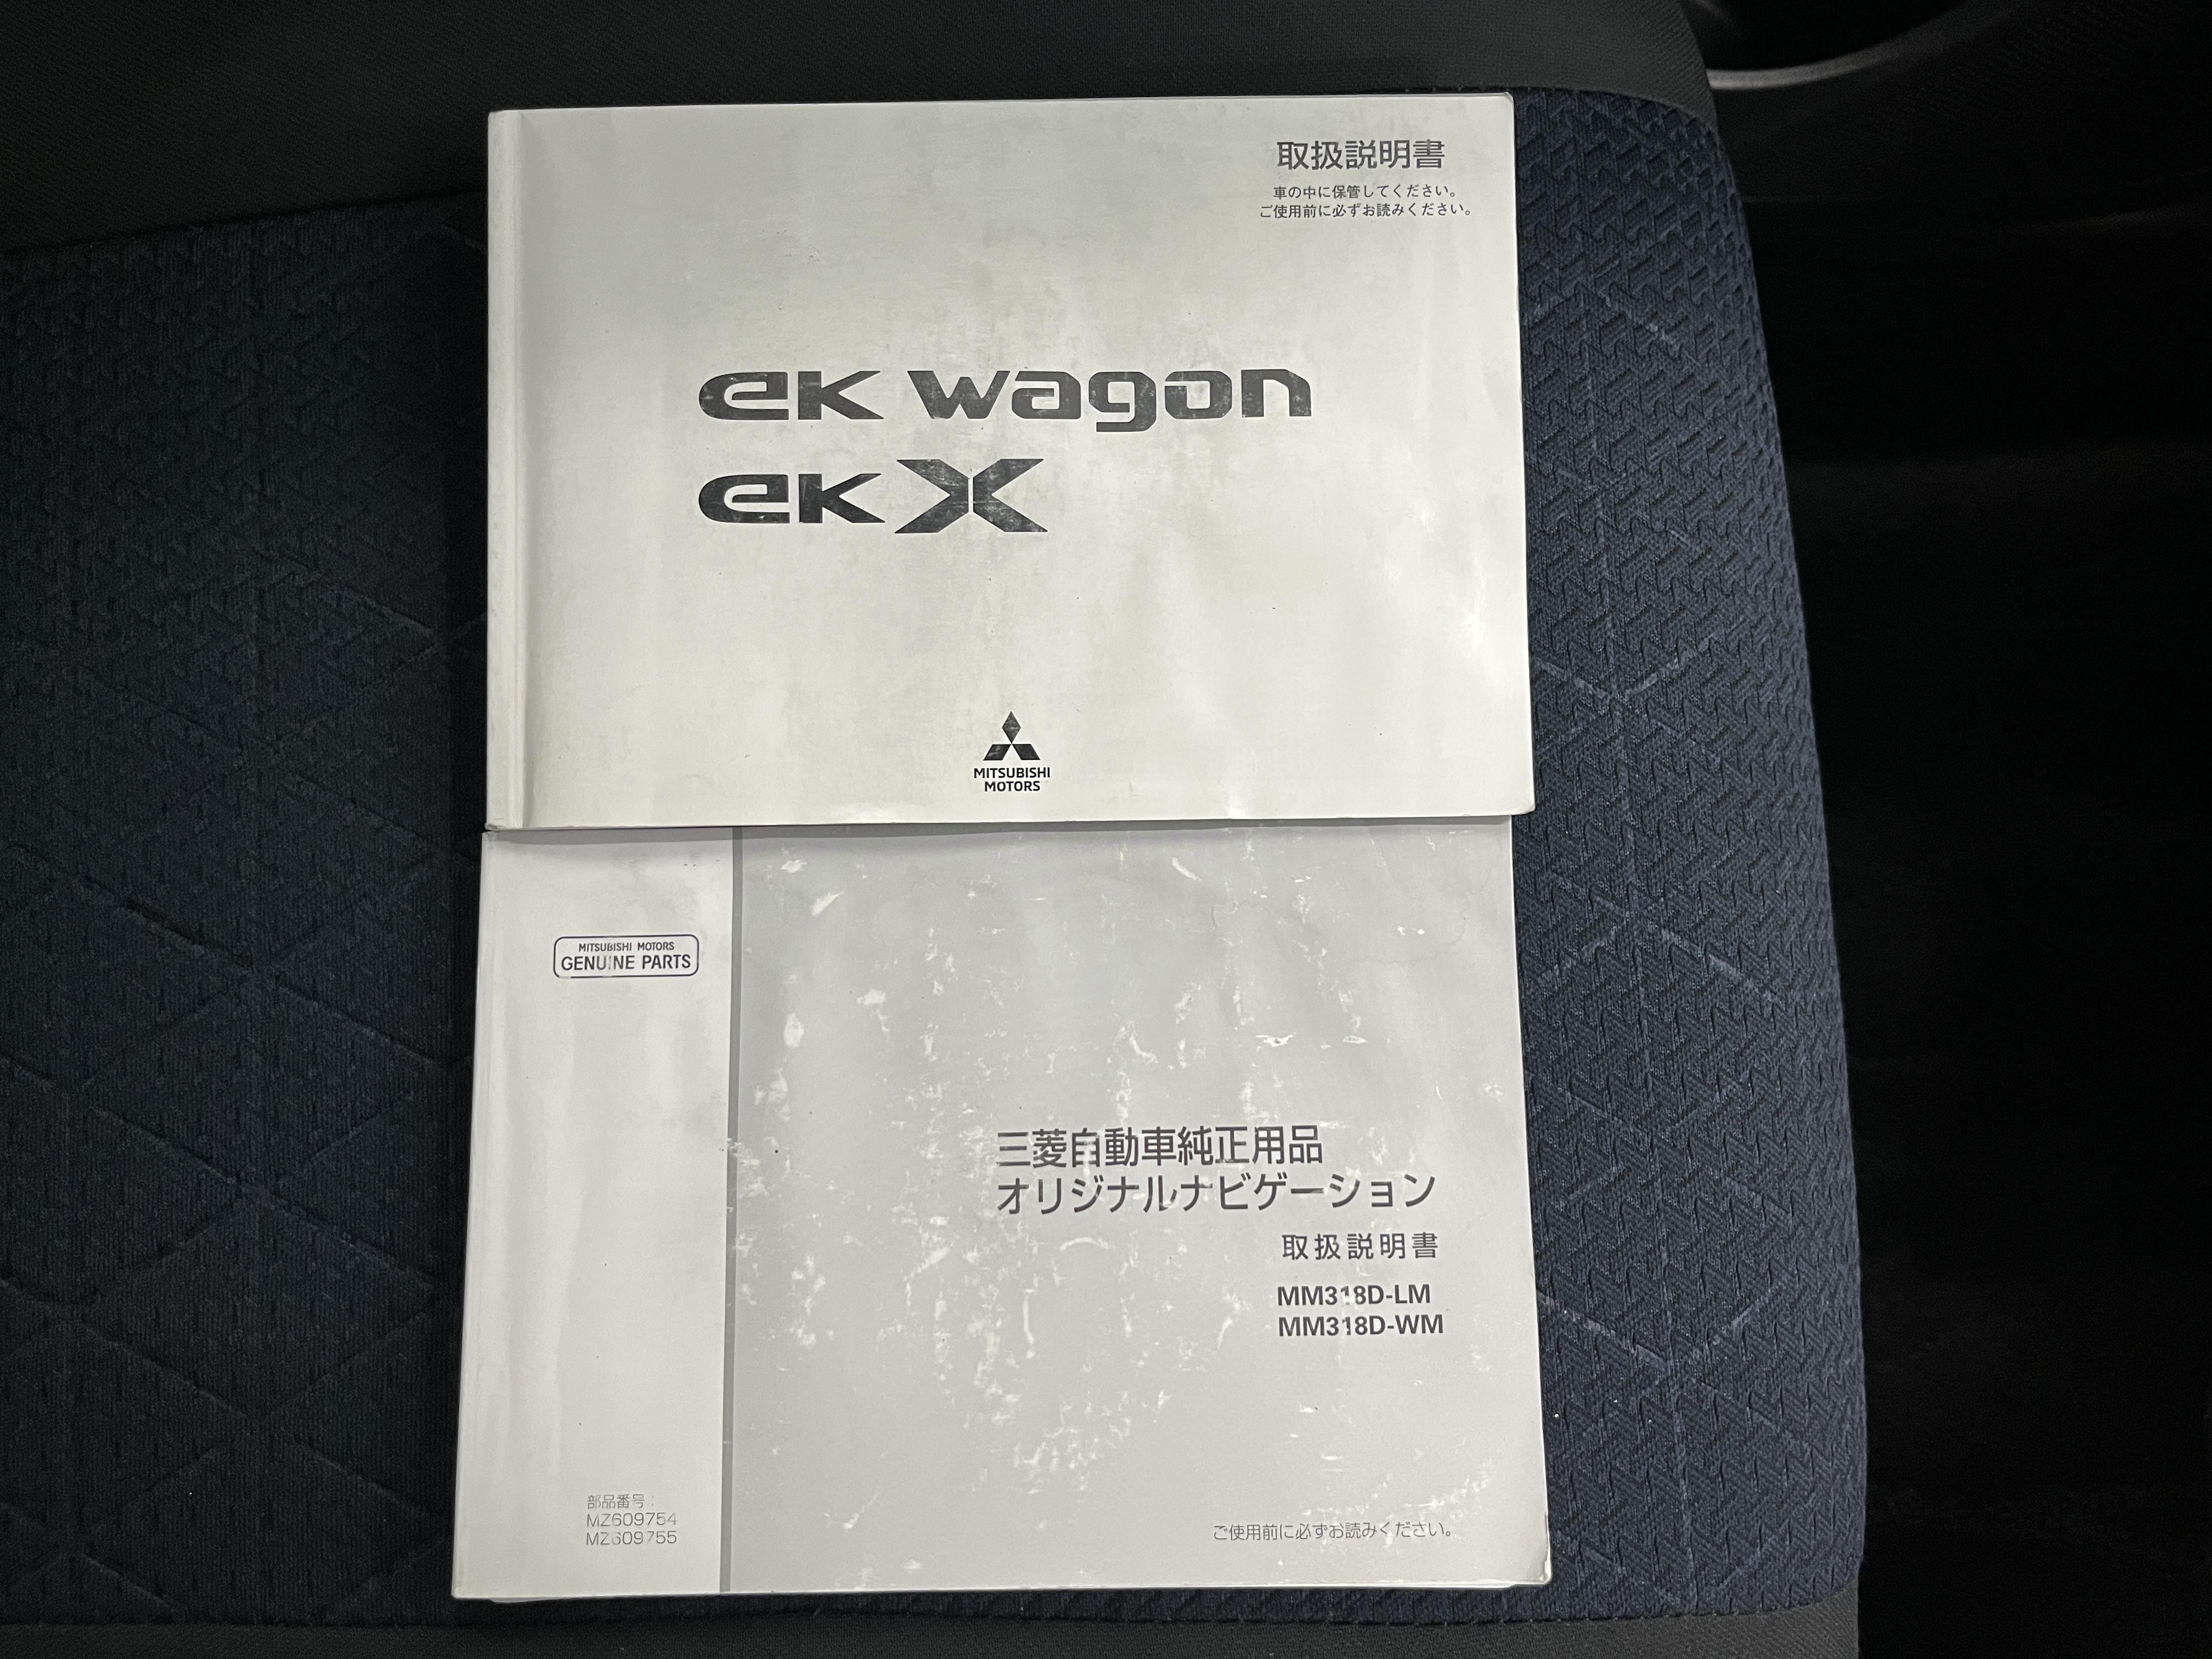 取扱説明書
車の中に保管してください。
ご使用前に必ずお読みください。
eK wagon
eK X
MITSUBISHI
MOTORS
MITSUBISHI MOTORS
GENUINE PARTS
三菱自動車純正用品
オリジナルナビゲーション
取扱説明書
MM318D-LM
MM318D-WM
部品番号：
MZ609754
MZ609755
ご使用前に必ずお読みください。